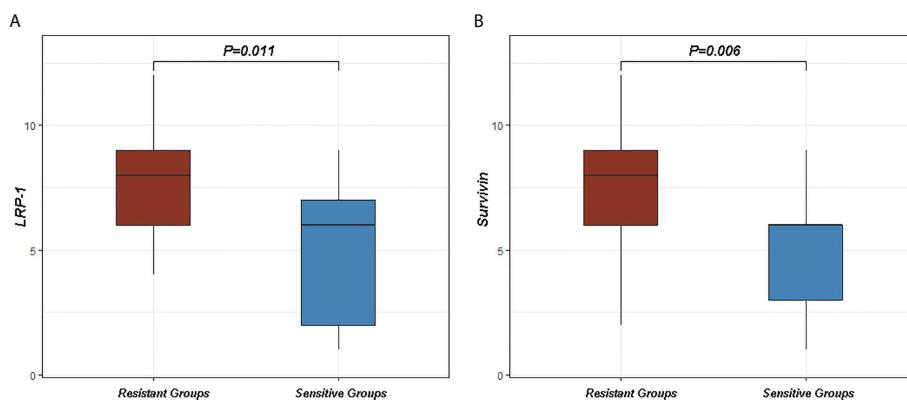 A
P=0.011
LRP-1
10
5
0
Resistant Groups
Sensitive Groups
B
P=0.006
Survivin
10
5
0
Resistant Groups
Sensitive Groups